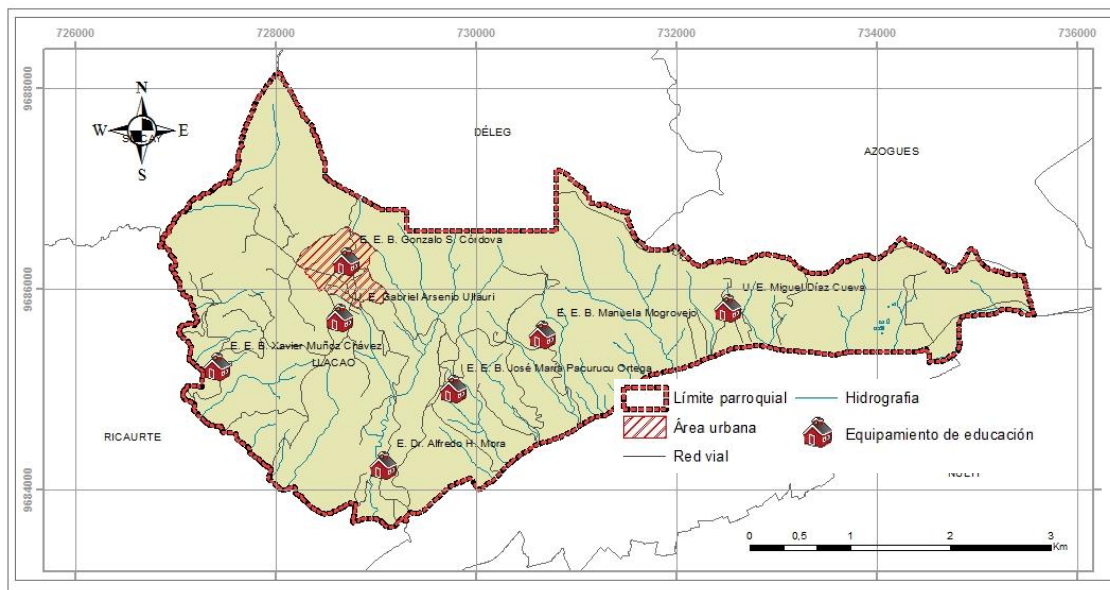 726000 728000 730000 732000 734000 736000
9688000
N
W E
S
DÉLEG
AZOGUES
E. E. B. Gonzalo S. Córdova
9686000
U. E. Gabriel Arsenio Ullauri
U. E. Miguel Díaz Cueva
E. E. B. Manuela Mogrovejo
E. E. B. Xavier Muñoz Chávez
LLACAO
E. E. B. José María Pacurucu Ortega
RICAURTE
E. Dr. Alfredo H. Mora
9684000
Límite parroquial
Área urbana
Red vial
Hidrografia
Equipamiento de educación
0 0,5 1 2 3
Km